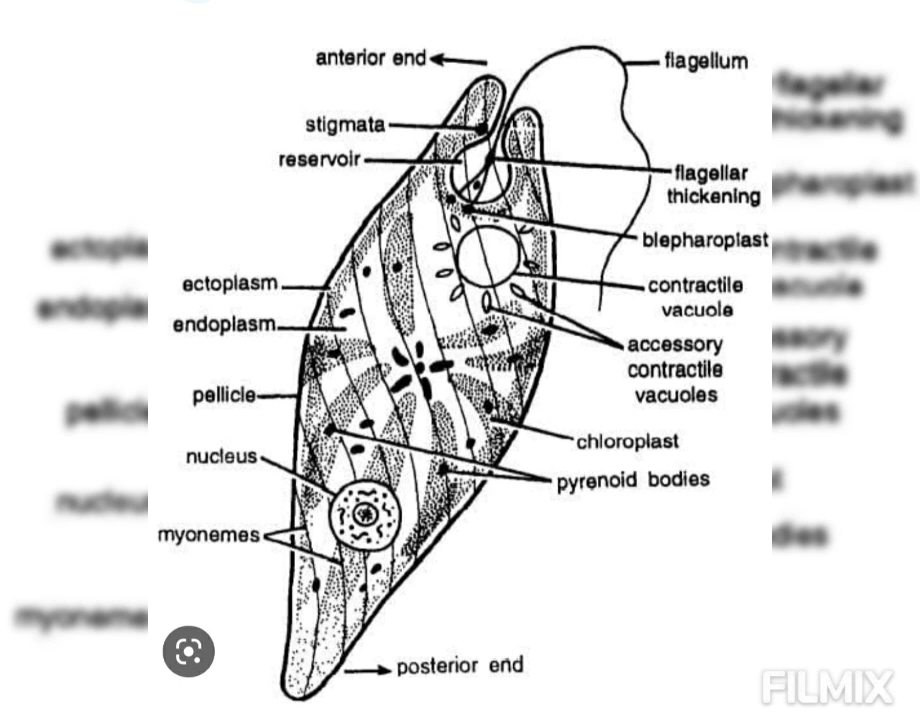 anterior end
flagellum
stigmata
reservoir
flagellar
thickening
blepharoplast
ectoplasm
contractile
vacuole
endoplasm
accessory
contractile
vacuoles
pellicle
chloroplast
nucleus
pyrenoid bodies
myonemes
posterior end
FILMIX